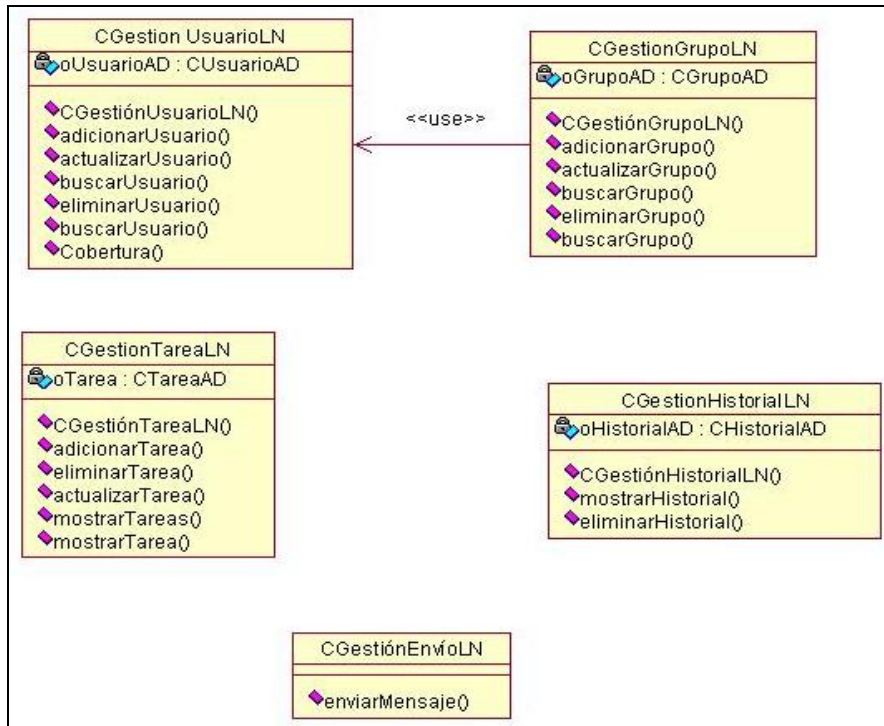 CGestion UsuarioLN
oUsuarioAD : CUsuarioAD
CGestiónUsuarioLN()
adicionarUsuario()
actualizarUsuario()
buscarUsuario()
eliminarUsuario()
buscarUsuario()
Cobertura()
<<use>>
CGestionGrupoLN
oGrupoAD : CGrupoAD
CGestiónGrupoLN()
adicionarGrupo()
actualizarGrupo()
buscarGrupo()
eliminarGrupo()
buscarGrupo()
CGestionTareaLN
oTarea : CTareaAD
CGestiónTareaLN()
adicionarTarea()
eliminarTarea()
actualizarTarea()
mostrarTareas()
mostrarTarea()
CGestionHistorialLN
oHistorialAD : CHistorialAD
CGestiónHistorialLN()
mostrarHistorial()
eliminarHistorial()
CGestiónEnvíoLN
enviarMensaje()